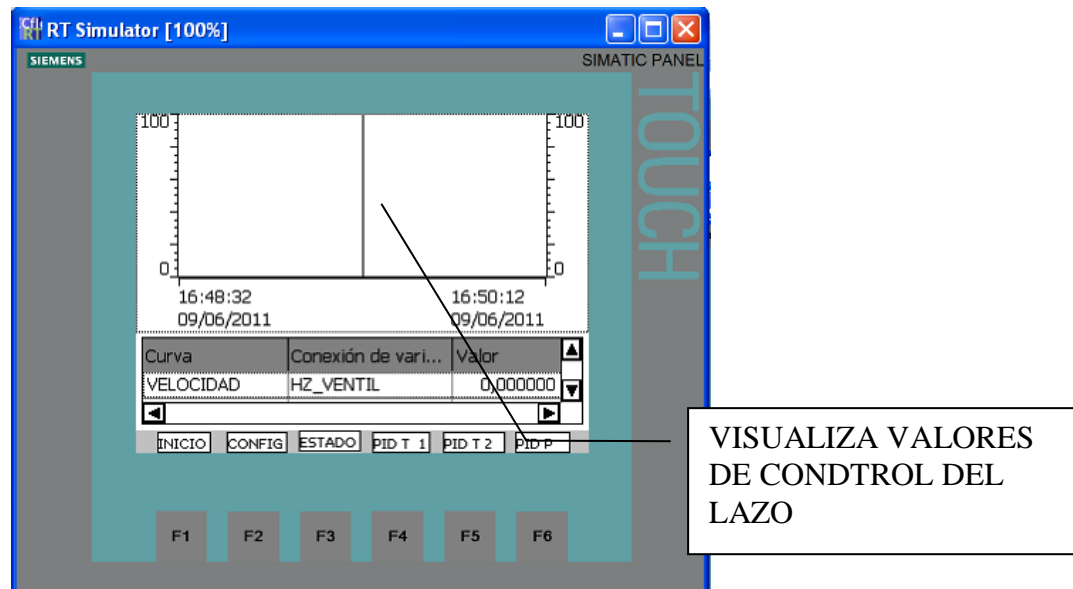 RT Simulator [100%]
SIEMENS
SIMATIC PANEL
TOUCH
100
100
0
0
16:48:32
16:50:12
09/06/2011
09/06/2011
Curva Conexión de vari... Valor
VELOCIDAD HZ_VENTIL 0,000000
INICIO CONFIG ESTADO PID T 1 PID T 2 PID P
F1 F2 F3 F4 F5 F6
VISUALIZA VALORES
DE CONDTROL DEL
LAZO